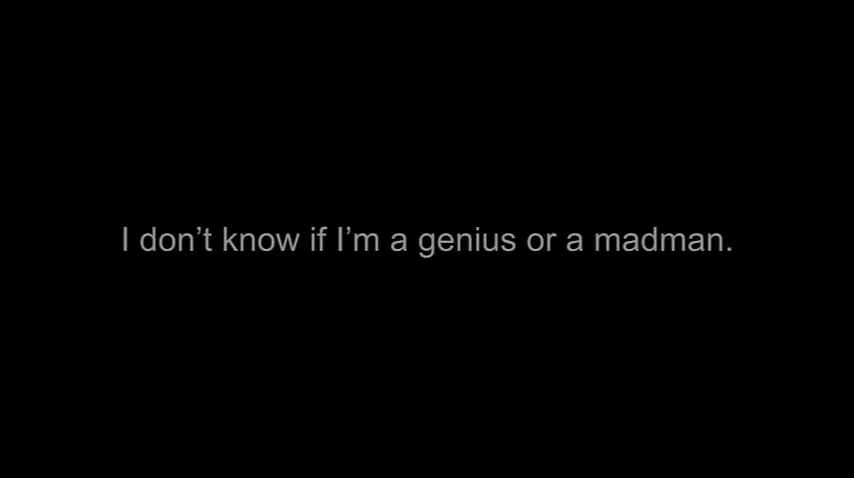 I don’t know if I’m a genius or a madman.